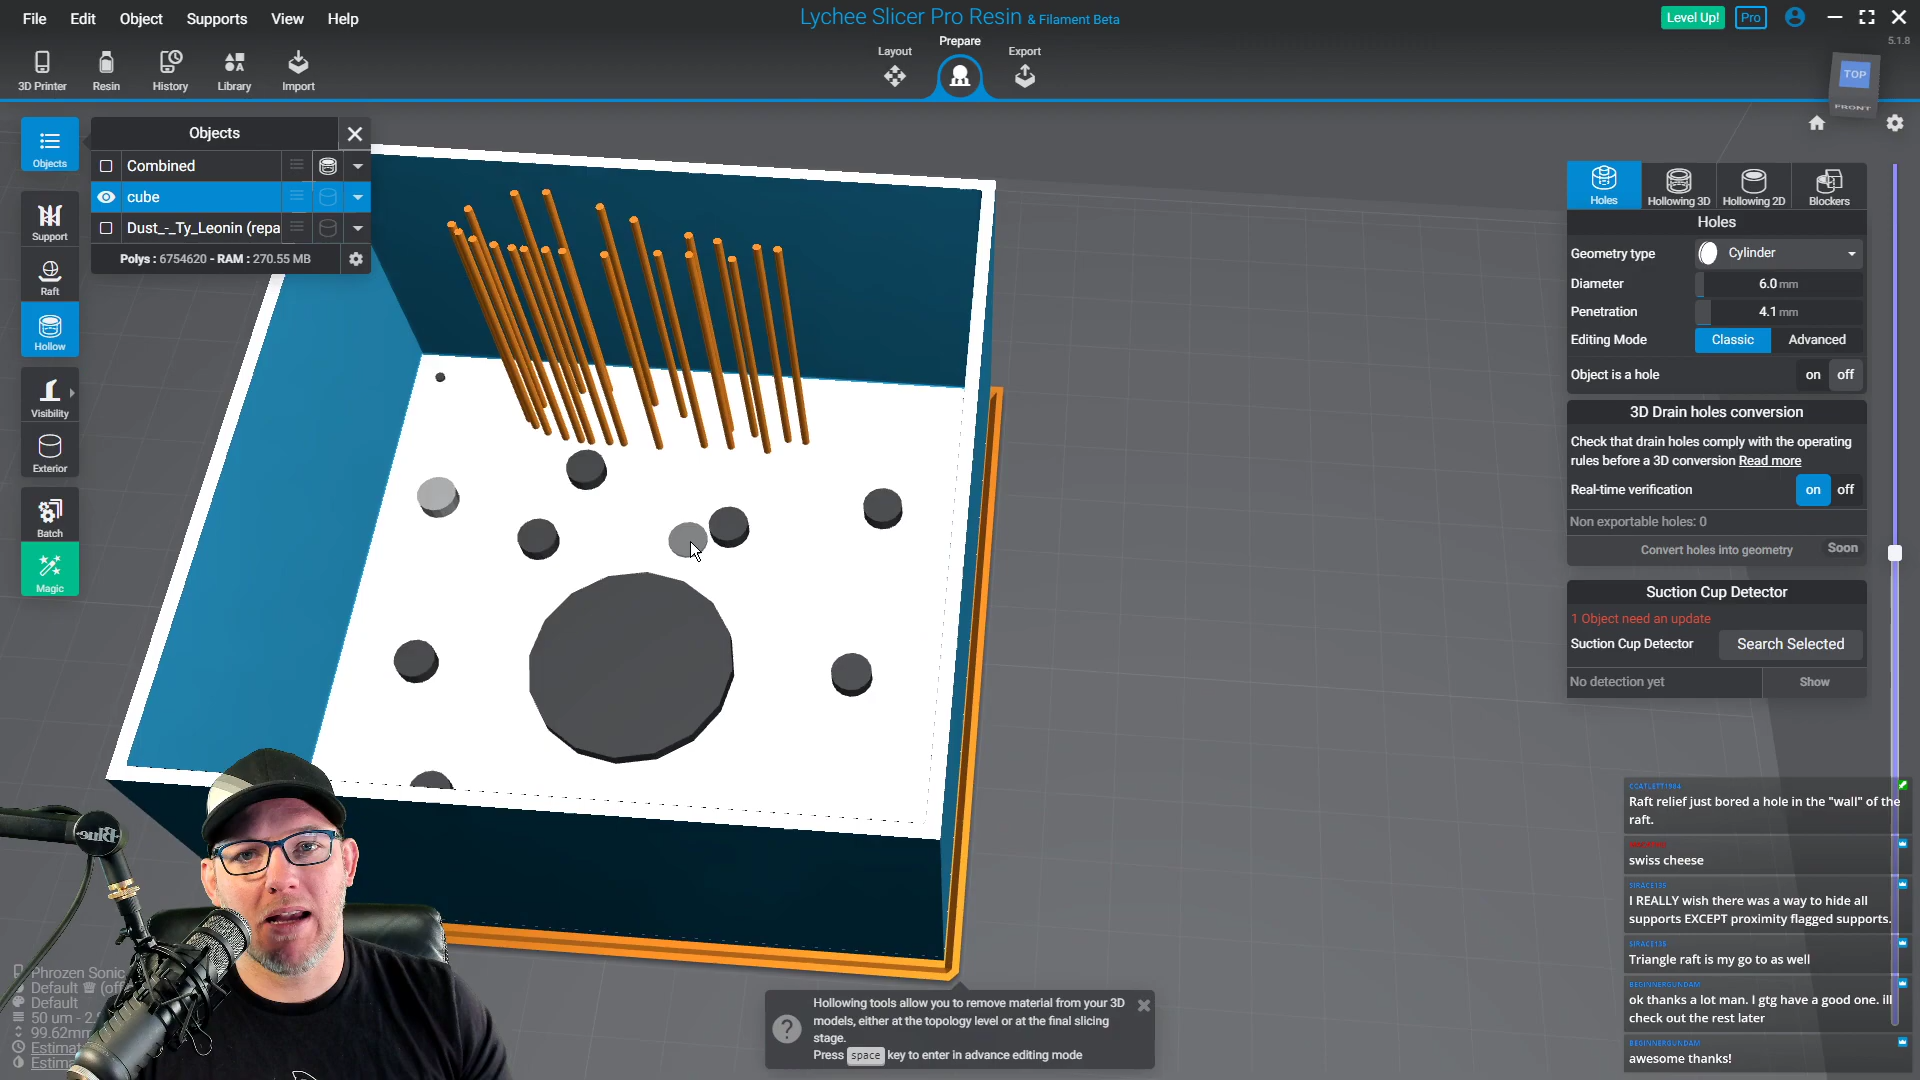 File Edit Object Supports View Help
Lychee Slicer Pro Resin & Filament Beta
Level Up! Pro
5.1.8
3D Printer Resin History Library Import
Layout Prepare Export
TOP
FRONT
Objects
Support
Raft
Hollow
Visibility
Exterior
Batch
Magic
Objects
Combined
cube
Dust_-_Ty_Leonin (repa
Polys : 6754620 - RAM : 270.55 MB
Holes Hollowing 3D Hollowing 2D Blockers
Holes
Geometry type Cylinder
Diameter 6.0 mm
Penetration 4.1 mm
Editing Mode Classic Advanced
Object is a hole on off
3D Drain holes conversion
Check that drain holes comply with the operating
rules before a 3D conversion Read more
Real-time verification on off
Non exportable holes: 0
Convert holes into geometry Soon
Suction Cup Detector
1 Object need an update
Suction Cup Detector Search Selected
No detection yet Show
CCATLETT1984
Raft relief just bored a hole in the "wall" of the
raft.
swiss cheese
SIRACE135
I REALLY wish there was a way to hide all
supports EXCEPT proximity flagged supports.
SIRACE135
Triangle raft is my go to as well
BEGINNERGUNDAM
ok thanks a lot man. I gtg have a good one. ill
check out the rest later
BEGINNERGUNDAM
awesome thanks!
Hollowing tools allow you to remove material from your 3D
models, either at the topology level or at the final slicing
stage.
Press space key to enter in advance editing mode
Blue
Phrozen Sonic
Default (off
Default
50 um - 2.
99.62mm
Estimat
Estim